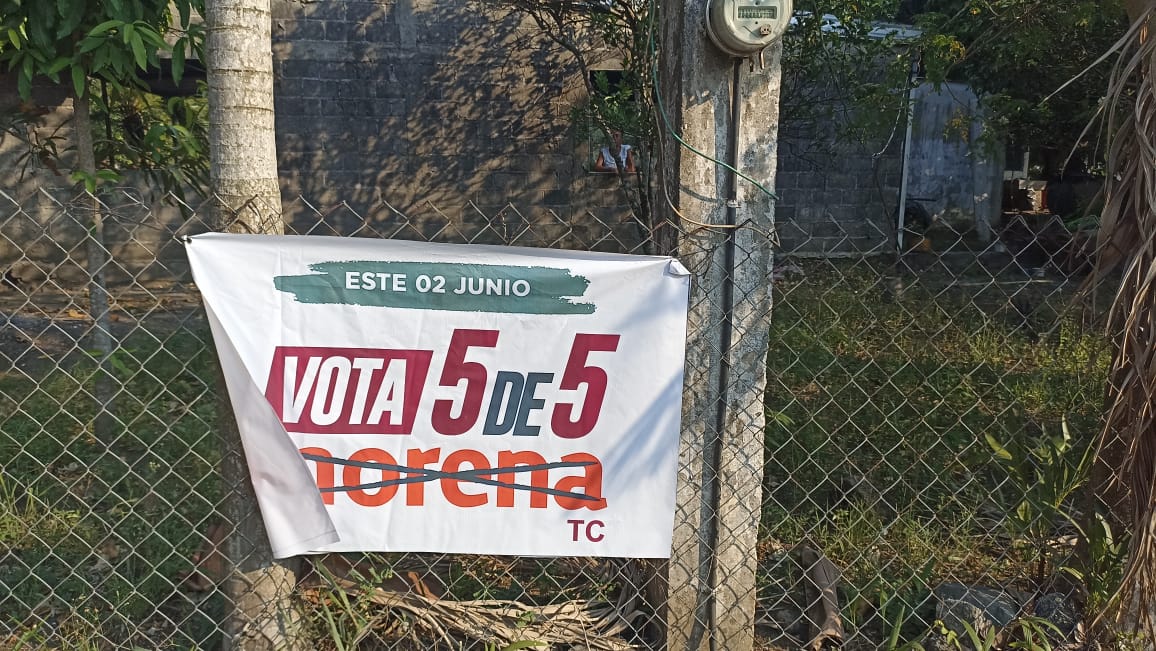 ESTE 02 JUNIO
VOTA 5 DE 5
morena
TC